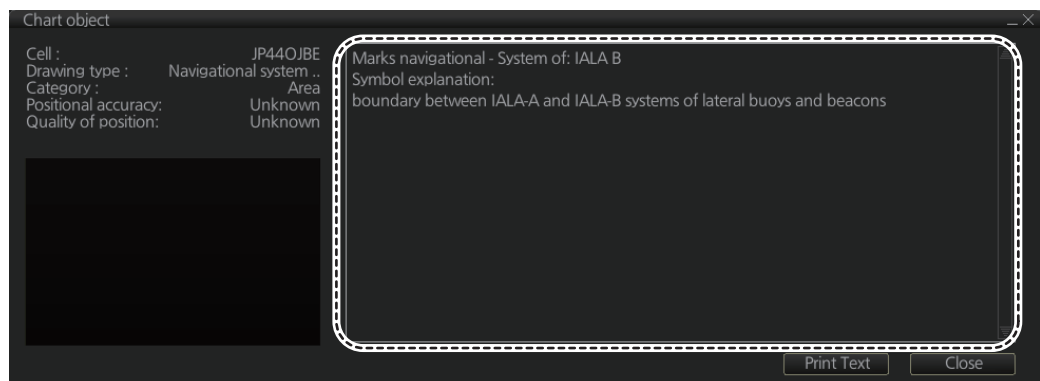 Chart object
Cell : JP44OJBE
Drawing type : Navigational system ..
Category : Area
Positional accuracy: Unknown
Quality of position: Unknown
Marks navigational - System of: IALA B
Symbol explanation:
boundary between IALA-A and IALA-B systems of lateral buoys and beacons
Print Text Close